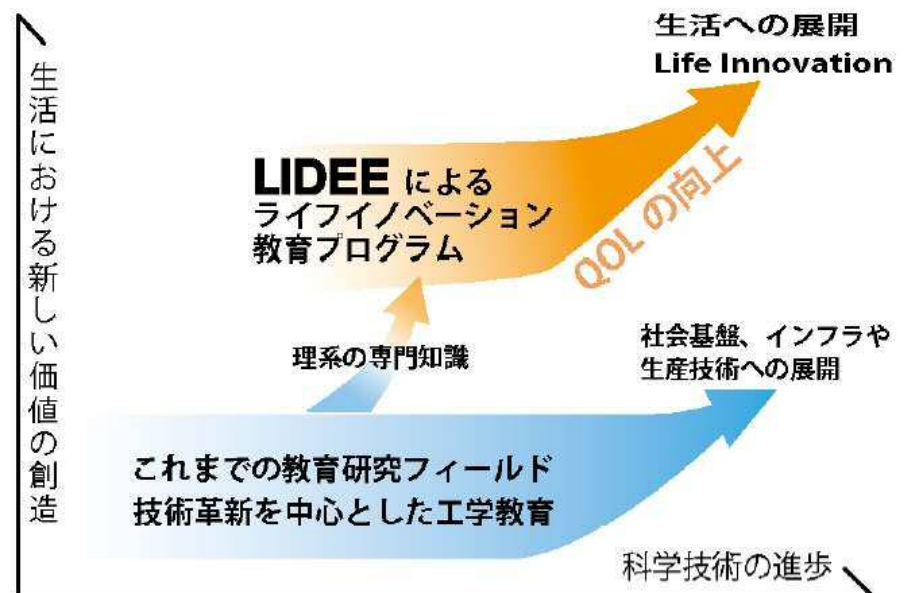 生活への展開
Life Innovation
生活における新しい価値の創造
LIDEE による
ライフイノベーション
教育プログラム
QOLの向上
理系の専門知識
社会基盤、インフラや
生産技術への展開
これまでの教育研究フィールド
技術革新を中心とした工学教育
科学技術の進歩